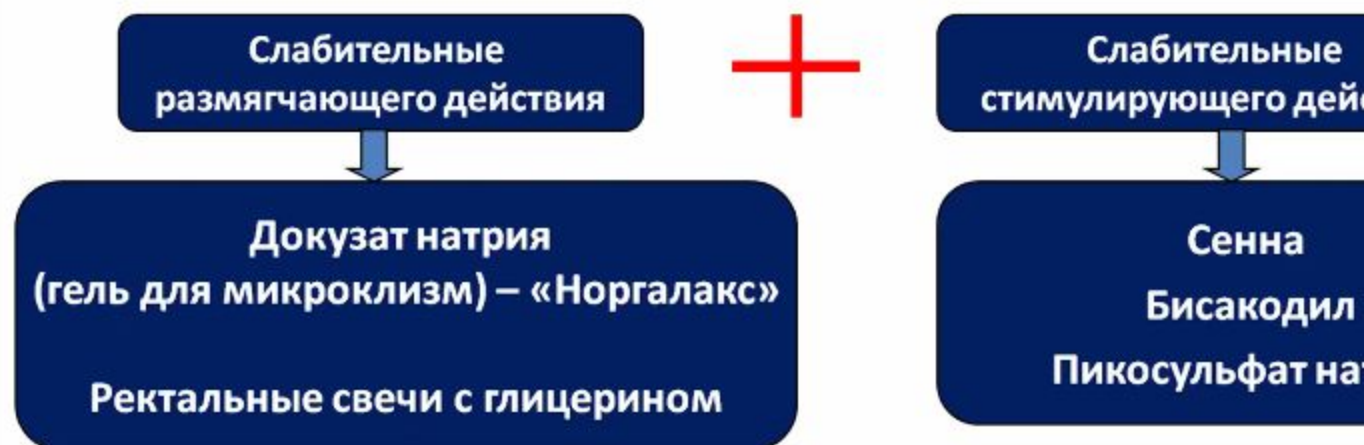 Слабительные
размягчающего действия
Слабительные
стимулирующего
Докузат натрия
(гель для микроклизм) – «Норгалакс»
Ректальные свечи с глицерином
Сенна
Бисакодил
Пикосульфат